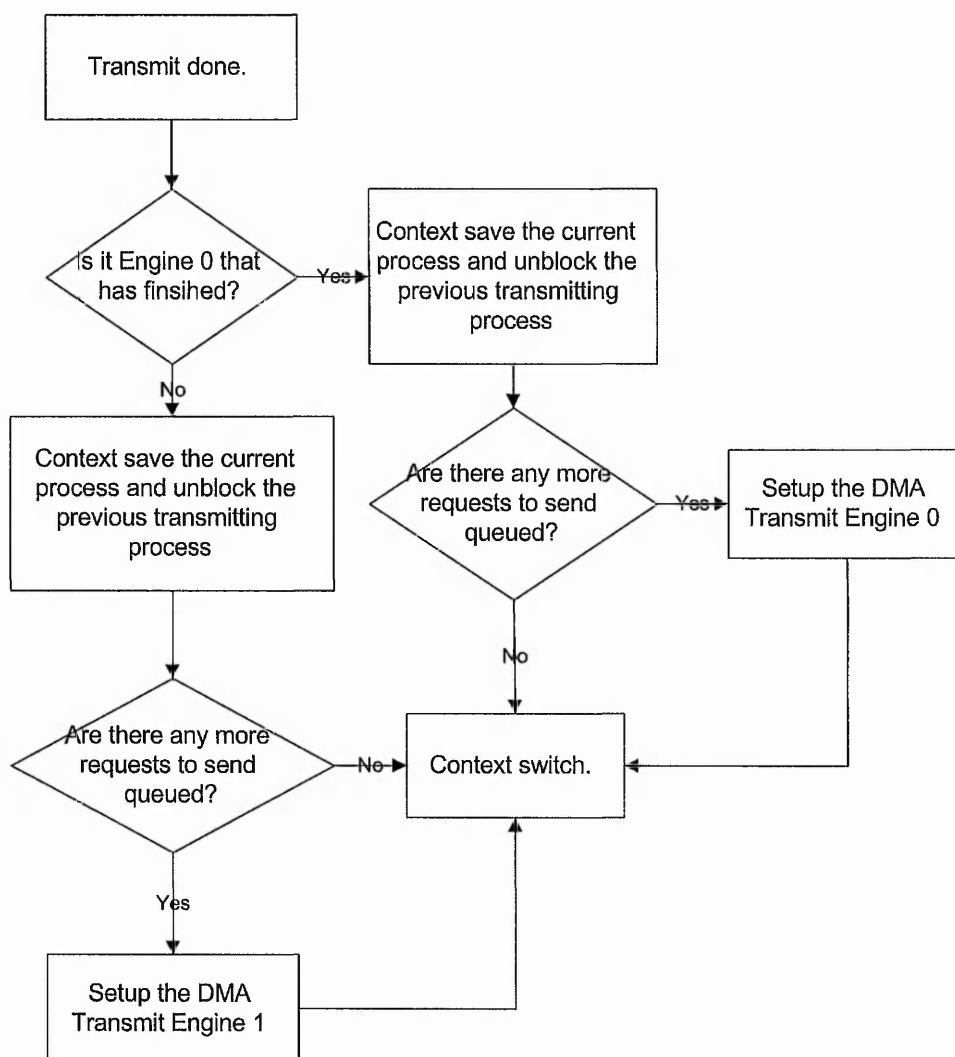 Transmit done.
Is it Engine 0 that
has finsihed?
Yes
Context save the current
process and unblock the
previous transmitting
process
No
Context save the current
process and unblock the
previous transmitting
process
Are there any more
requests to send
queued?
Yes
Setup the DMA
Transmit Engine 0
No
Are there any more
requests to send
queued?
No
Context switch.
Yes
Setup the DMA
Transmit Engine 1